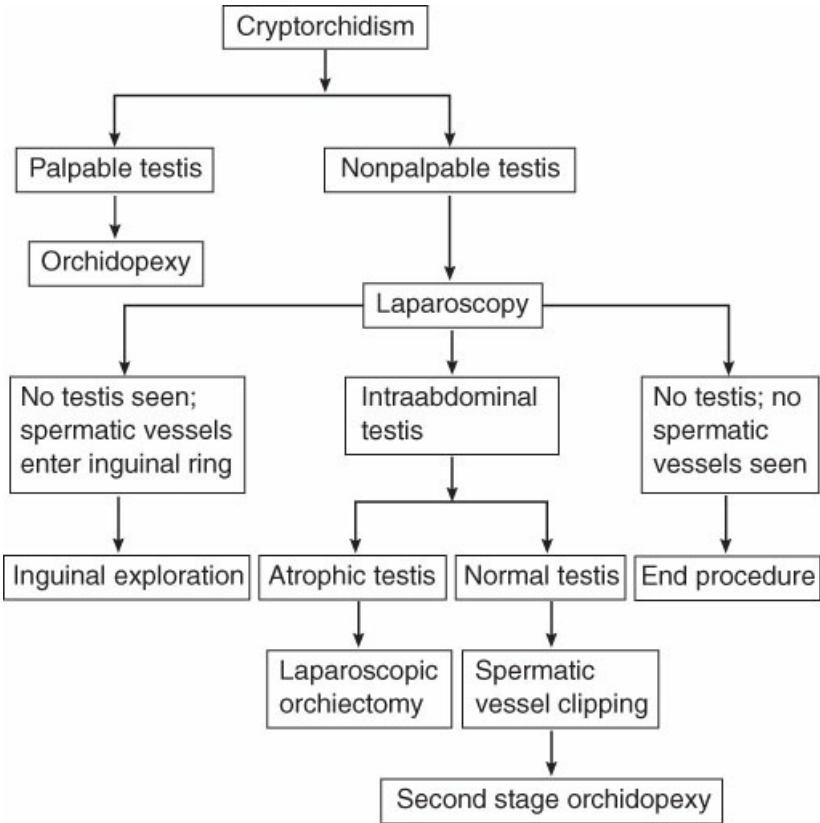 Cryptorchidism
Palpable testis
Nonpalpable testis
Orchidopexy
Laparoscopy
No testis seen;
spermatic vessels
enter inguinal ring
Intraabdominal
testis
No testis; no
spermatic
vessels seen
Inguinal exploration
Atrophic testis
Normal testis
End procedure
Laparoscopic
orchiectomy
Spermatic
vessel clipping
Second stage orchidopexy